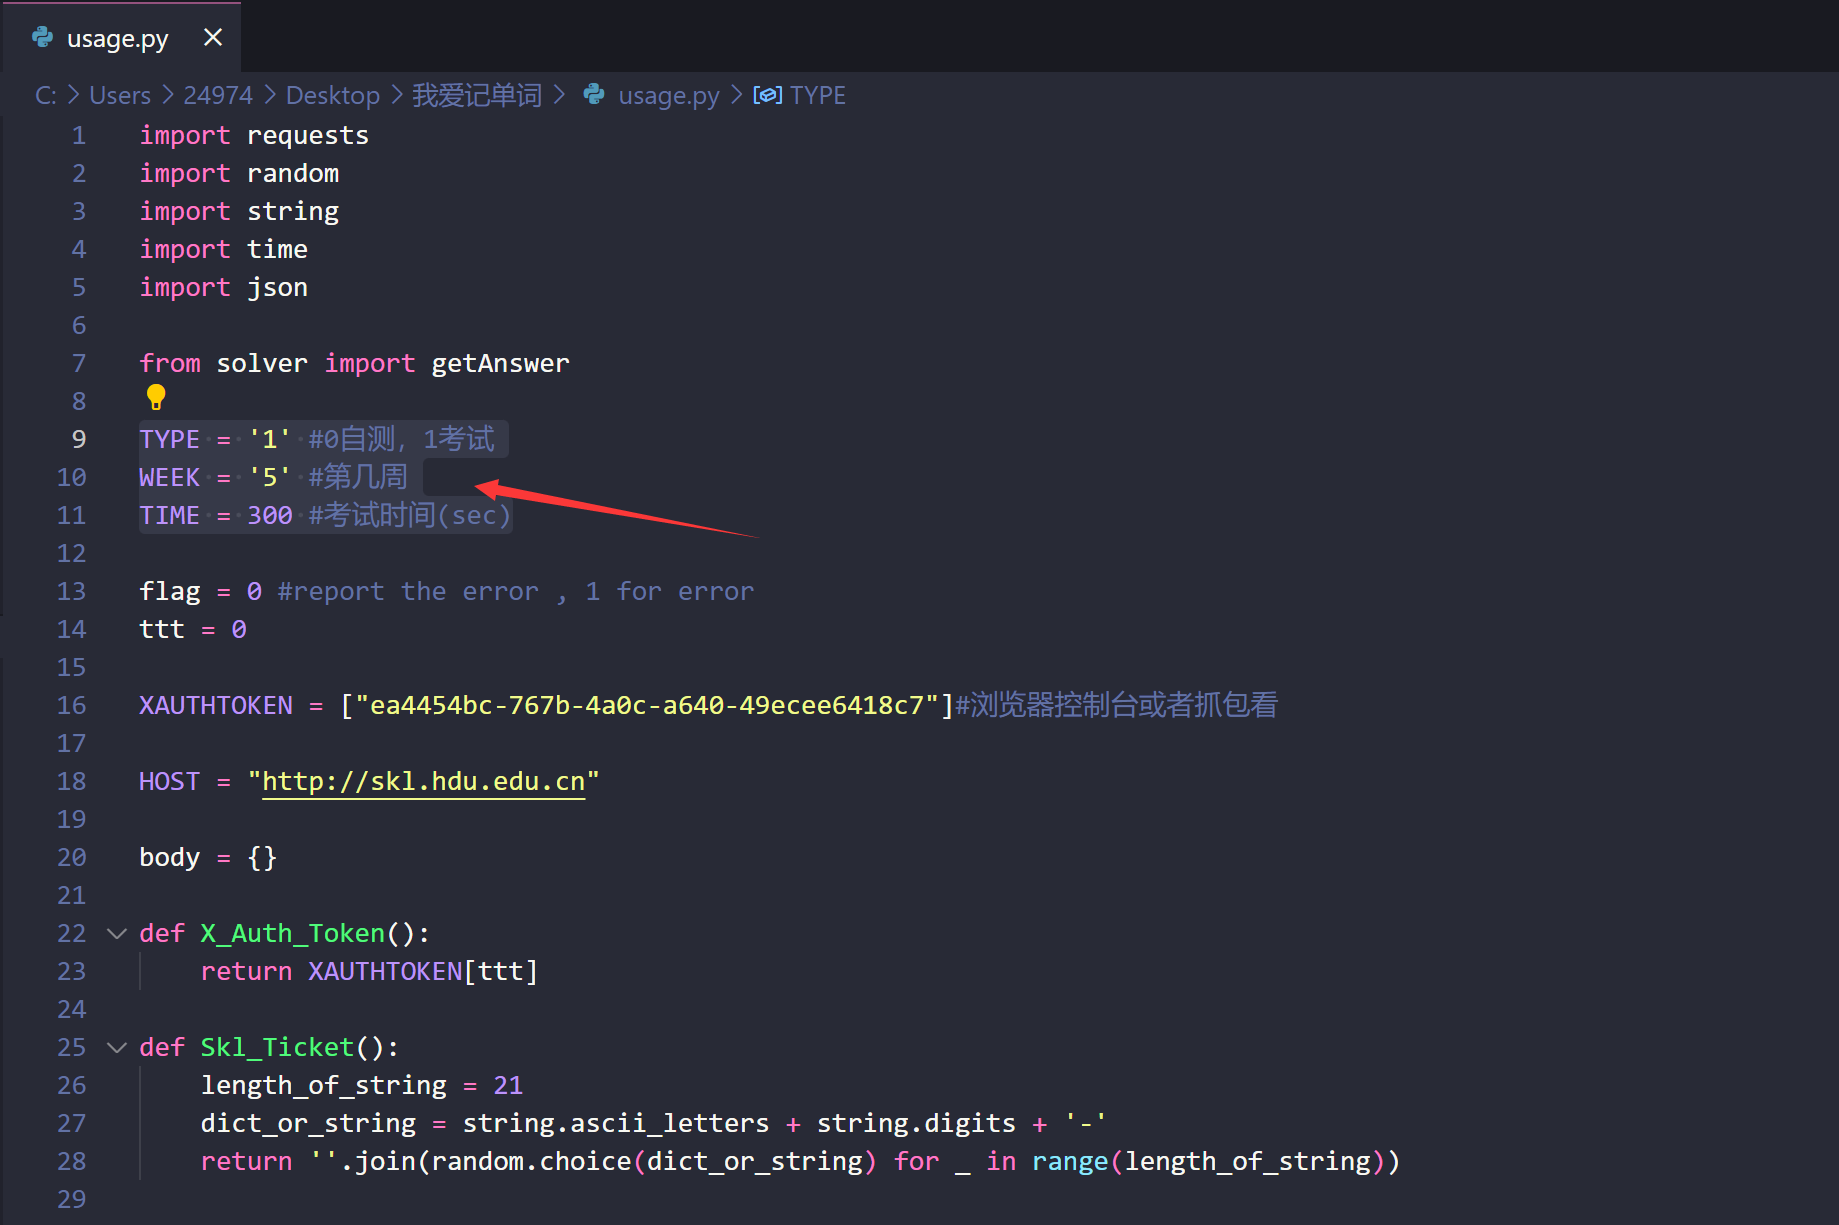 usage.py
C: > Users > 24974 > Desktop > 我爱记单词 > usage.py > TYPE
1 import requests
2 import random
3 import string
4 import time
5 import json
6
7 from solver import getAnswer
8
9 TYPE = '1' #0自测，1考试
10 WEEK = '5' #第几周
11 TIME = 300 #考试时间(sec)
12
13 flag = 0 #report the error , 1 for error
14 ttt = 0
15
16 XAUTHTOKEN = ["ea4454bc-767b-4a0c-a640-49ecee6418c7"]#浏览器控制台或者抓包看
17
18 HOST = "http://skl.hdu.edu.cn"
19
20 body = {}
21
22 def X_Auth_Token():
23     return XAUTHTOKEN[ttt]
24
25 def Skl_Ticket():
26     length_of_string = 21
27     dict_or_string = string.ascii_letters + string.digits + '-'
28     return ''.join(random.choice(dict_or_string) for _ in range(length_of_string))
29